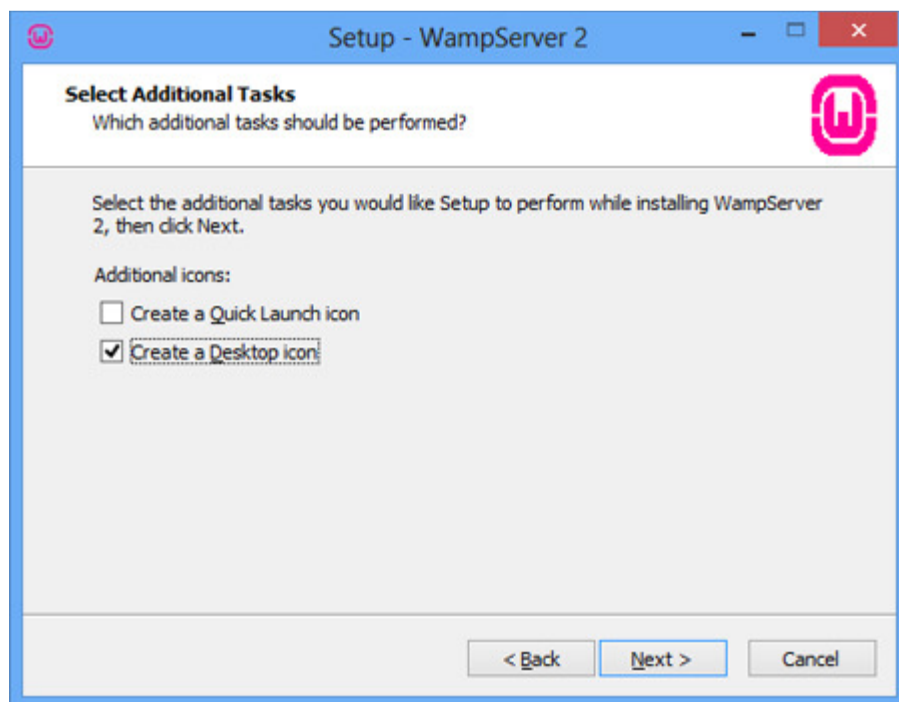 Setup - WampServer 2
Select Additional Tasks
Which additional tasks should be performed?
Select the additional tasks you would like Setup to perform while installing WampServer
2, then click Next.
Additional icons:
Create a Quick Launch icon
Create a Desktop icon
< Back Next > Cancel